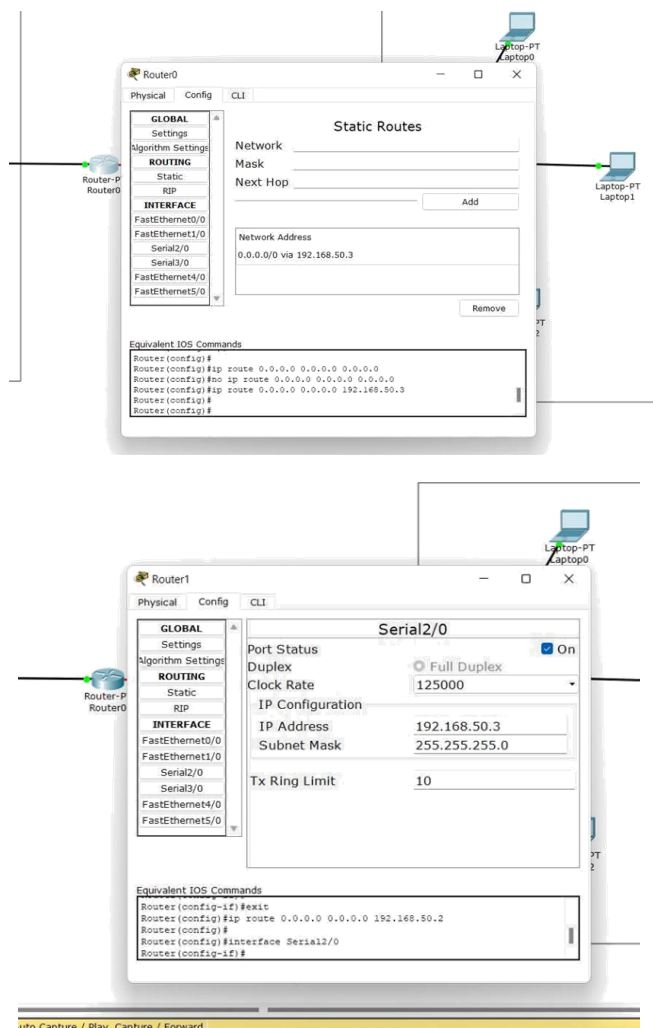 Laptop-PT
Laptop0
Router0
Physical Config CLI
GLOBAL
Settings
Algorithm Settings
ROUTING
Static
RIP
INTERFACE
FastEthernet0/0
FastEthernet1/0
Serial2/0
Serial3/0
FastEthernet4/0
FastEthernet5/0
Static Routes
Network
Mask
Next Hop
Add
Network Address
0.0.0.0/0 via 192.168.50.3
Remove
Equivalent IOS Commands
Router(config)#
Router(config)#ip route 0.0.0.0 0.0.0.0 0.0.0.0
Router(config)#no ip route 0.0.0.0 0.0.0.0 0.0.0.0
Router(config)#ip route 0.0.0.0 0.0.0.0 192.168.50.3
Router(config)#
Router(config)#
Router-P
Router0
Laptop-PT
Laptop1
PT
2
Laptop-PT
Laptop0
Router1
Physical Config CLI
GLOBAL
Settings
Algorithm Settings
ROUTING
Static
RIP
INTERFACE
FastEthernet0/0
FastEthernet1/0
Serial2/0
Serial3/0
FastEthernet4/0
FastEthernet5/0
Serial2/0
Port Status On
Duplex Full Duplex
Clock Rate 125000
IP Configuration
IP Address 192.168.50.3
Subnet Mask 255.255.255.0
Tx Ring Limit 10
Equivalent IOS Commands
Router(config-if)#exit
Router(config)#ip route 0.0.0.0 0.0.0.0 192.168.50.2
Router(config)#
Router(config)#interface Serial2/0
Router(config-if)#
Router-P
Router0
PT
2
uto Capture / Play Capture / Forward